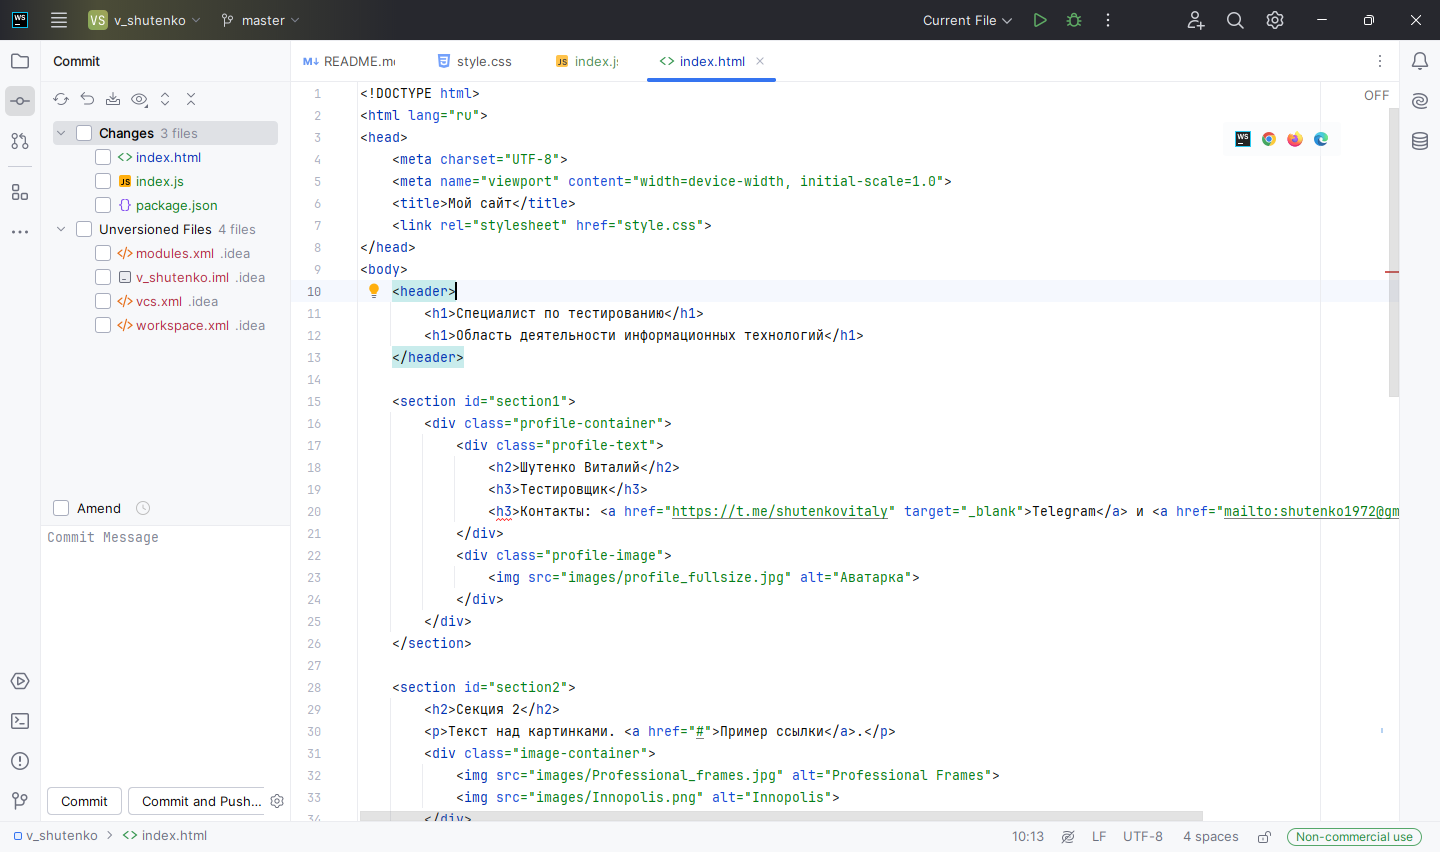 WS
VS v_shutenko
master
Current File
Commit
README.m
style.css
JS index.j
index.html
OFF
Changes 3 files
index.html
JS index.js
package.json
Unversioned Files 4 files
modules.xml .idea
v_shutenko.iml .idea
vcs.xml .idea
workspace.xml .idea
Amend
Commit Message
Commit
Commit and Push...
1 <!DOCTYPE html>
2 <html lang="ru">
3 <head>
4 <meta charset="UTF-8">
5 <meta name="viewport" content="width=device-width, initial-scale=1.0">
6 <title>Мой сайт</title>
7 <link rel="stylesheet" href="style.css">
8 </head>
9 <body>
10 <header>
11 <h1>Специалист по тестированию</h1>
12 <h1>Область деятельности информационных технологий</h1>
13 </header>
14
15 <section id="section1">
16 <div class="profile-container">
17 <div class="profile-text">
18 <h2>Шутенко Виталий</h2>
19 <h3>Тестировщик</h3>
20 <h3>Контакты: <a href="https://t.me/shutenkovitaly" target="_blank">Telegram</a> и <a href="mailto:shutenko1972@gm
21 </div>
22 <div class="profile-image">
23 <img src="images/profile_fullsize.jpg" alt="Аватарка">
24 </div>
25 </div>
26 </section>
27
28 <section id="section2">
29 <h2>Секция 2</h2>
30 <p>Текст над картинками. <a href="#">Пример ссылки</a>.</p>
31 <div class="image-container">
32 <img src="images/Professional_frames.jpg" alt="Professional Frames">
33 <img src="images/Innopolis.png" alt="Innopolis">
34 </div>
WS
v_shutenko > index.html
10:13
LF
UTF-8
4 spaces
Non-commercial use